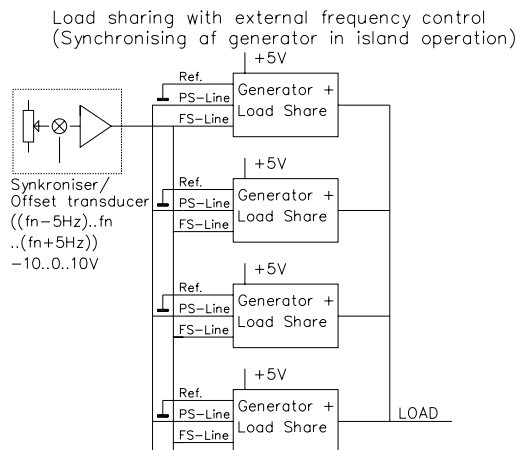 Load sharing with external frequency control
(Synchronising af generator in island operation)
+5V
Ref.
PS-Line
FS-Line
Generator +
Load Share
Synkroniser/
Offset transducer
((fn-5Hz)..fn
..(fn+5Hz))
-10..0..10V
+5V
Ref.
PS-Line
FS-Line
Generator +
Load Share
+5V
Ref.
PS-Line
FS-Line
Generator +
Load Share
+5V
Ref.
PS-Line
FS-Line
Generator +
Load Share
LOAD